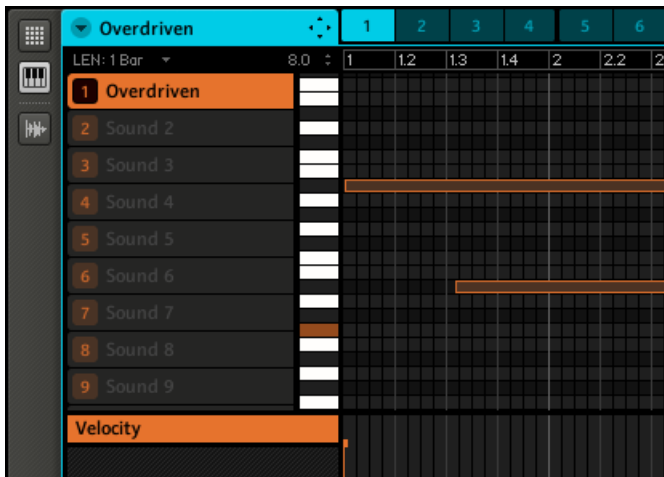 Overdriven 1 2 3 4 5 6
LEN: 1 Bar 8.0 1 1.2 1.3 1.4 2 2.2
1 Overdriven
2 Sound 2
3 Sound 3
4 Sound 4
5 Sound 5
6 Sound 6
7 Sound 7
8 Sound 8
9 Sound 9
Velocity